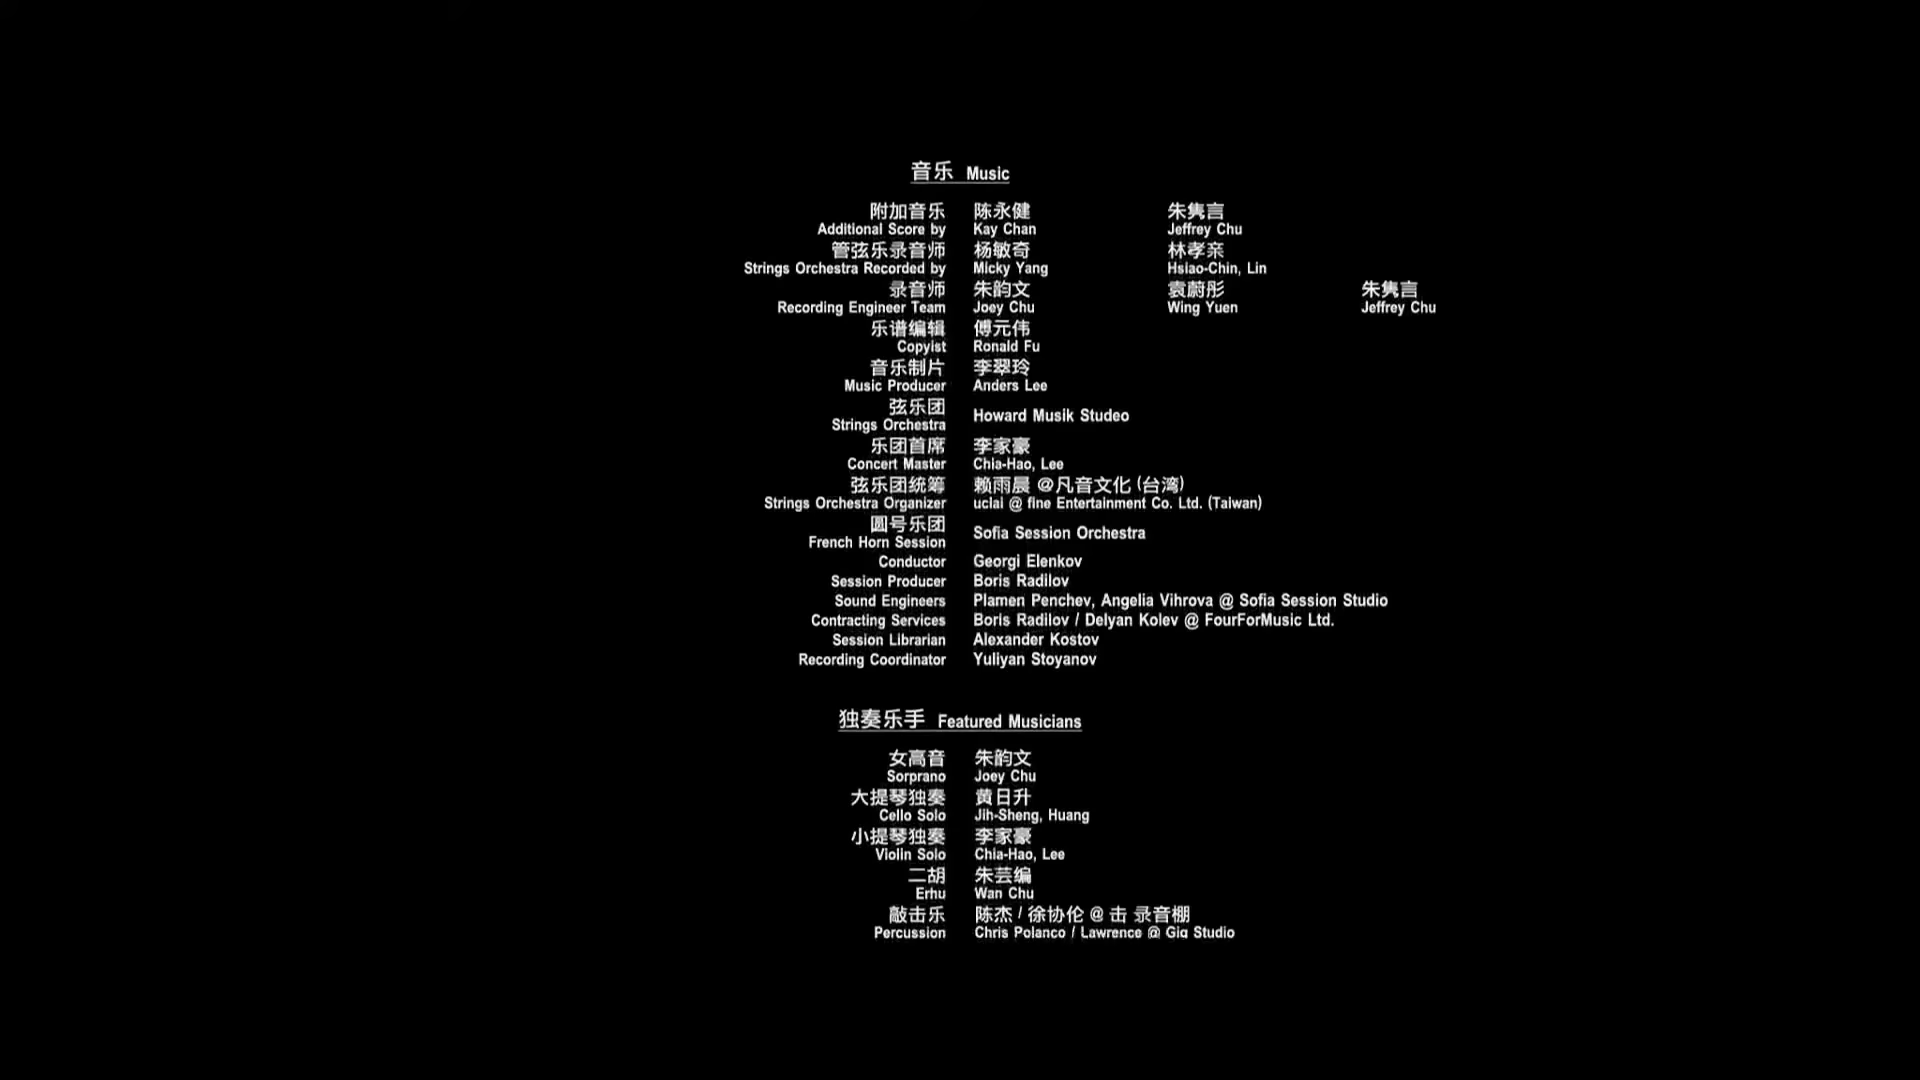 音乐 Music
附加音乐 陈永健 朱隽言
Additional Score by Kay Chan Jeffrey Chu
管弦乐录音师 杨敏奇 林孝亲
Strings Orchestra Recorded by Micky Yang Hsiao-Chin, Lin
录音师 朱韵文 袁蔚彤 朱隽言
Recording Engineer Team Joey Chu Wing Yuen Jeffrey Chu
乐谱编辑 傅元伟
Copyist Ronald Fu
音乐制片 李翠玲
Music Producer Anders Lee
弦乐团
Strings Orchestra Howard Musik Studeo
乐团首席 李家豪
Concert Master Chia-Hao, Lee
弦乐团统筹 赖雨晨 @凡音文化 (台湾)
Strings Orchestra Organizer uclai @ fine Entertainment Co. Ltd. (Taiwan)
圆号乐团
French Horn Session Sofia Session Orchestra
Conductor Georgi Elenkov
Session Producer Boris Radilov
Sound Engineers Plamen Penchev, Angelia Vihrova @ Sofia Session Studio
Contracting Services Boris Radilov / Delyan Kolev @ FourForMusic Ltd.
Session Librarian Alexander Kostov
Recording Coordinator Yuliyan Stoyanov
独奏乐手 Featured Musicians
女高音 朱韵文
Sorprano Joey Chu
大提琴独奏 黄日升
Cello Solo Jih-Sheng, Huang
小提琴独奏 李家豪
Violin Solo Chia-Hao, Lee
二胡 朱芸编
Erhu Wan Chu
敲击乐 陈杰 / 徐协伦 @ 击 录音棚
Percussion Chris Polanco / Lawrence @ Gig Studio